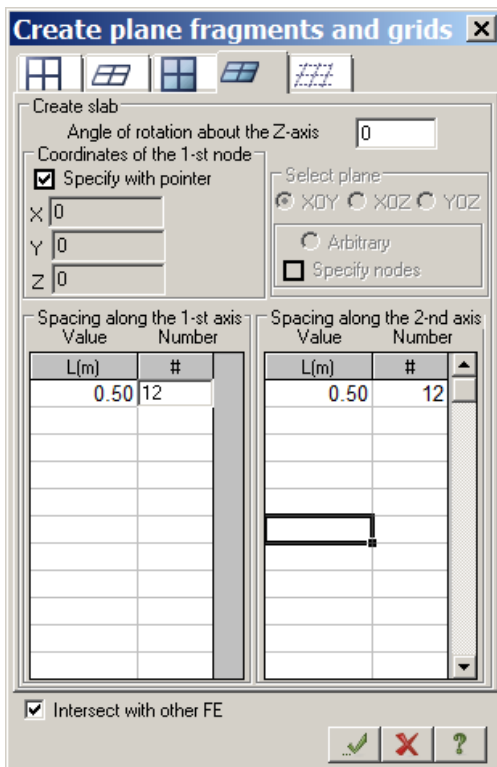 Create plane fragments and grids
Create slab
Angle of rotation about the Z-axis 0
Coordinates of the 1-st node
Specify with pointer
X 0
Y 0
Z 0
Select plane
XOY XOZ YOZ
Arbitrary
Specify nodes
Spacing along the 1-st axis
Value Number
L(m) #
0.50 12
Spacing along the 2-nd axis
Value Number
L(m) #
0.50 12
Intersect with other FE
?